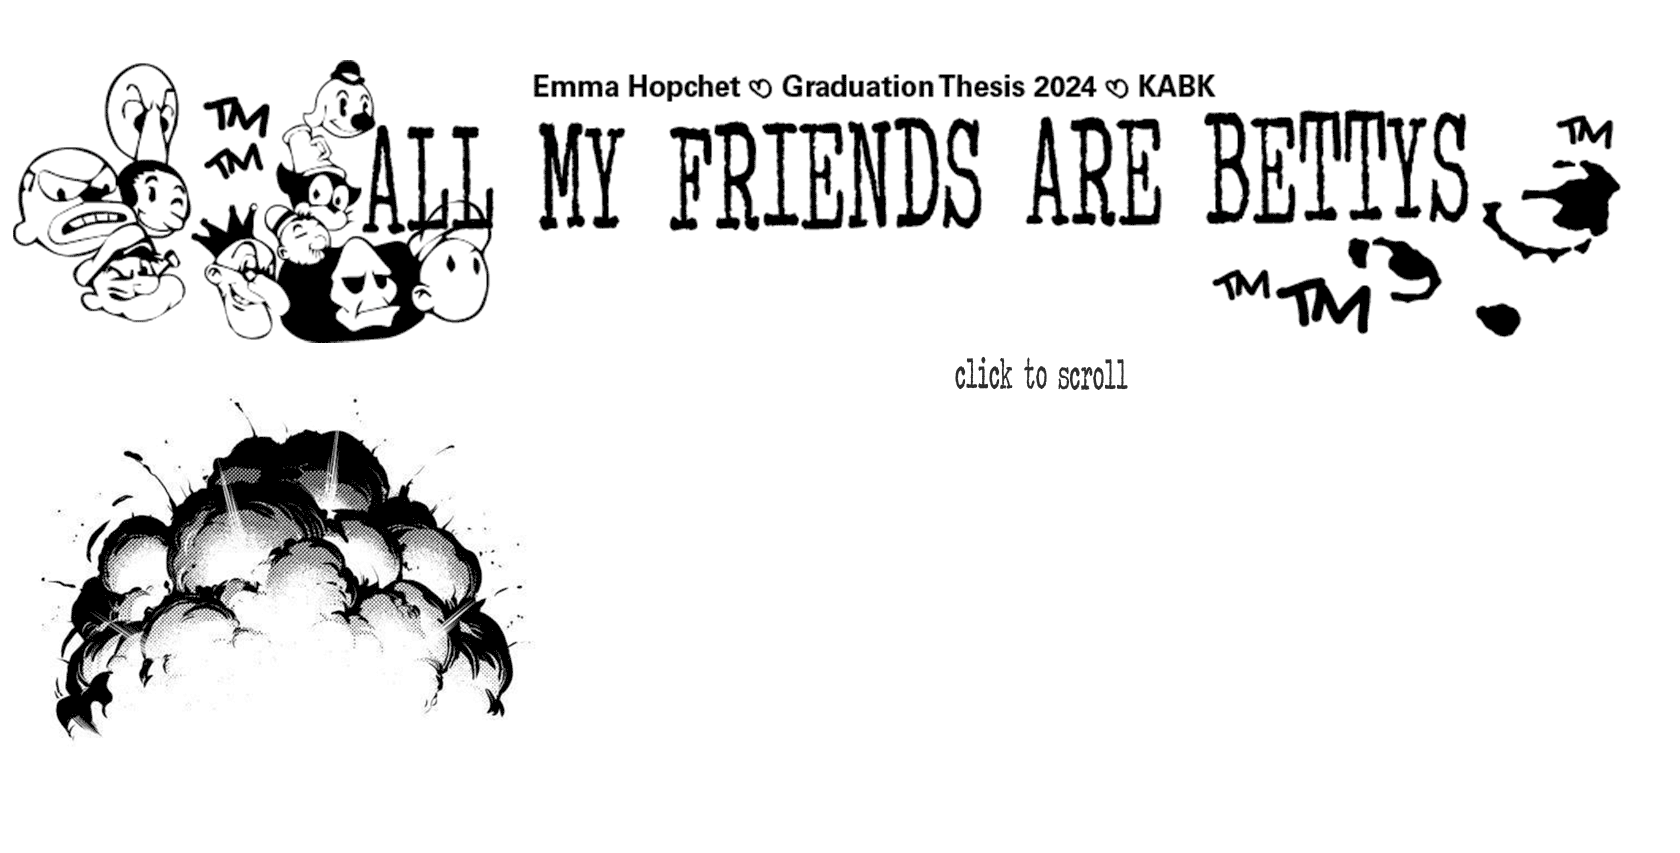 Emma Hopchet ღ Graduation Thesis 2024 ღ KABK
TM
TM
ALL MY FRIENDS ARE BETTYS
TM
TM
TM
click to scroll